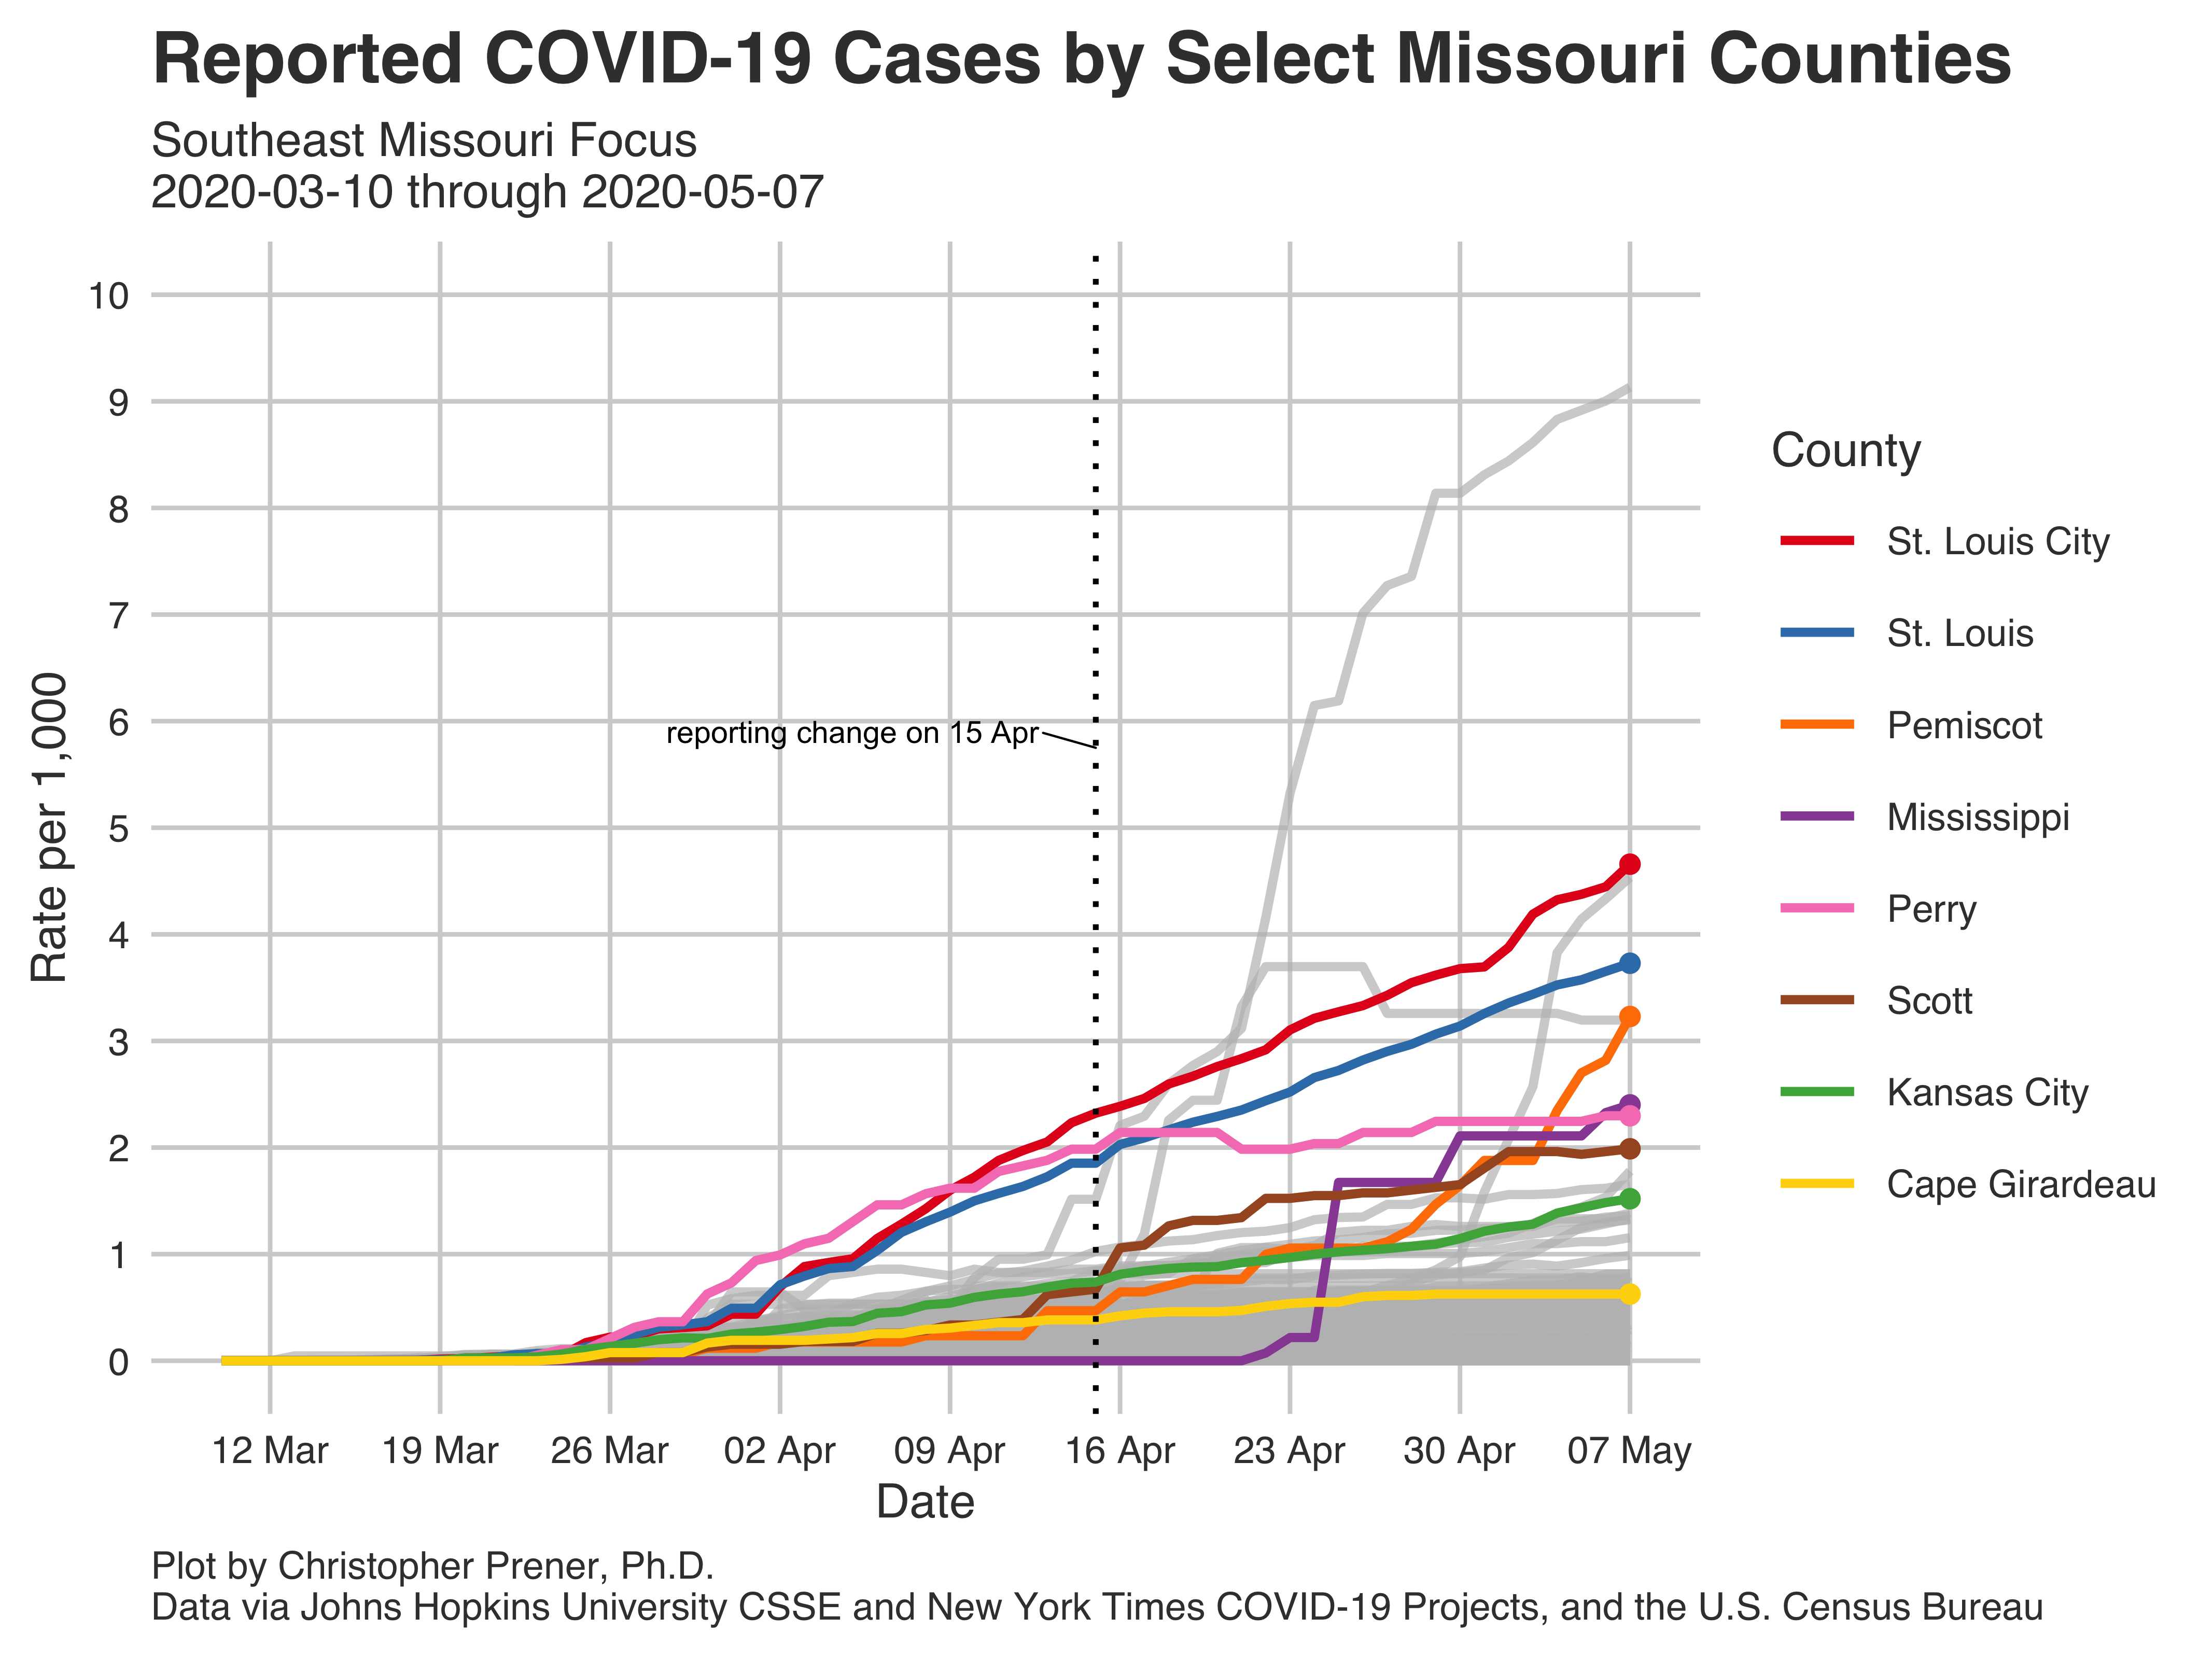 Reported COVID-19 Cases by Select Missouri Counties
Southeast Missouri Focus
2020-03-10 through 2020-05-07
10
9
8
7
6
5
4
3
2
1
0
Rate per 1,000
reporting change on 15 Apr
12 Mar
19 Mar
26 Mar
02 Apr
09 Apr
16 Apr
23 Apr
30 Apr
07 May
Date
County
St. Louis City
St. Louis
Pemiscot
Mississippi
Perry
Scott
Kansas City
Cape Girardeau
Plot by Christopher Prener, Ph.D.
Data via Johns Hopkins University CSSE and New York Times COVID-19 Projects, and the U.S. Census Bureau